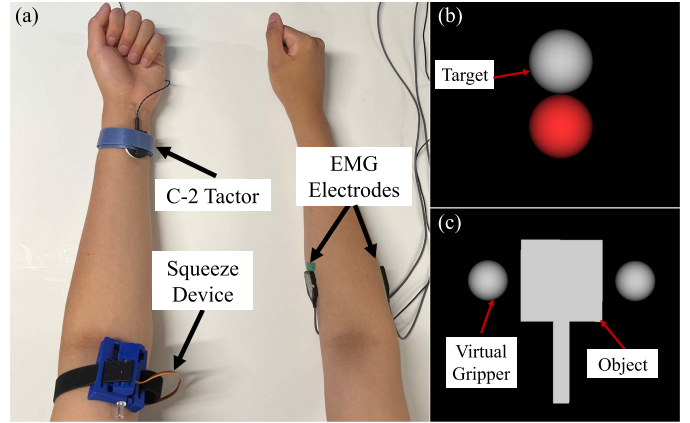 (a)
C-2 Tactor
EMG
Electrodes
Squeeze
Device
(b)
Target
(c)
Virtual
Gripper
Object